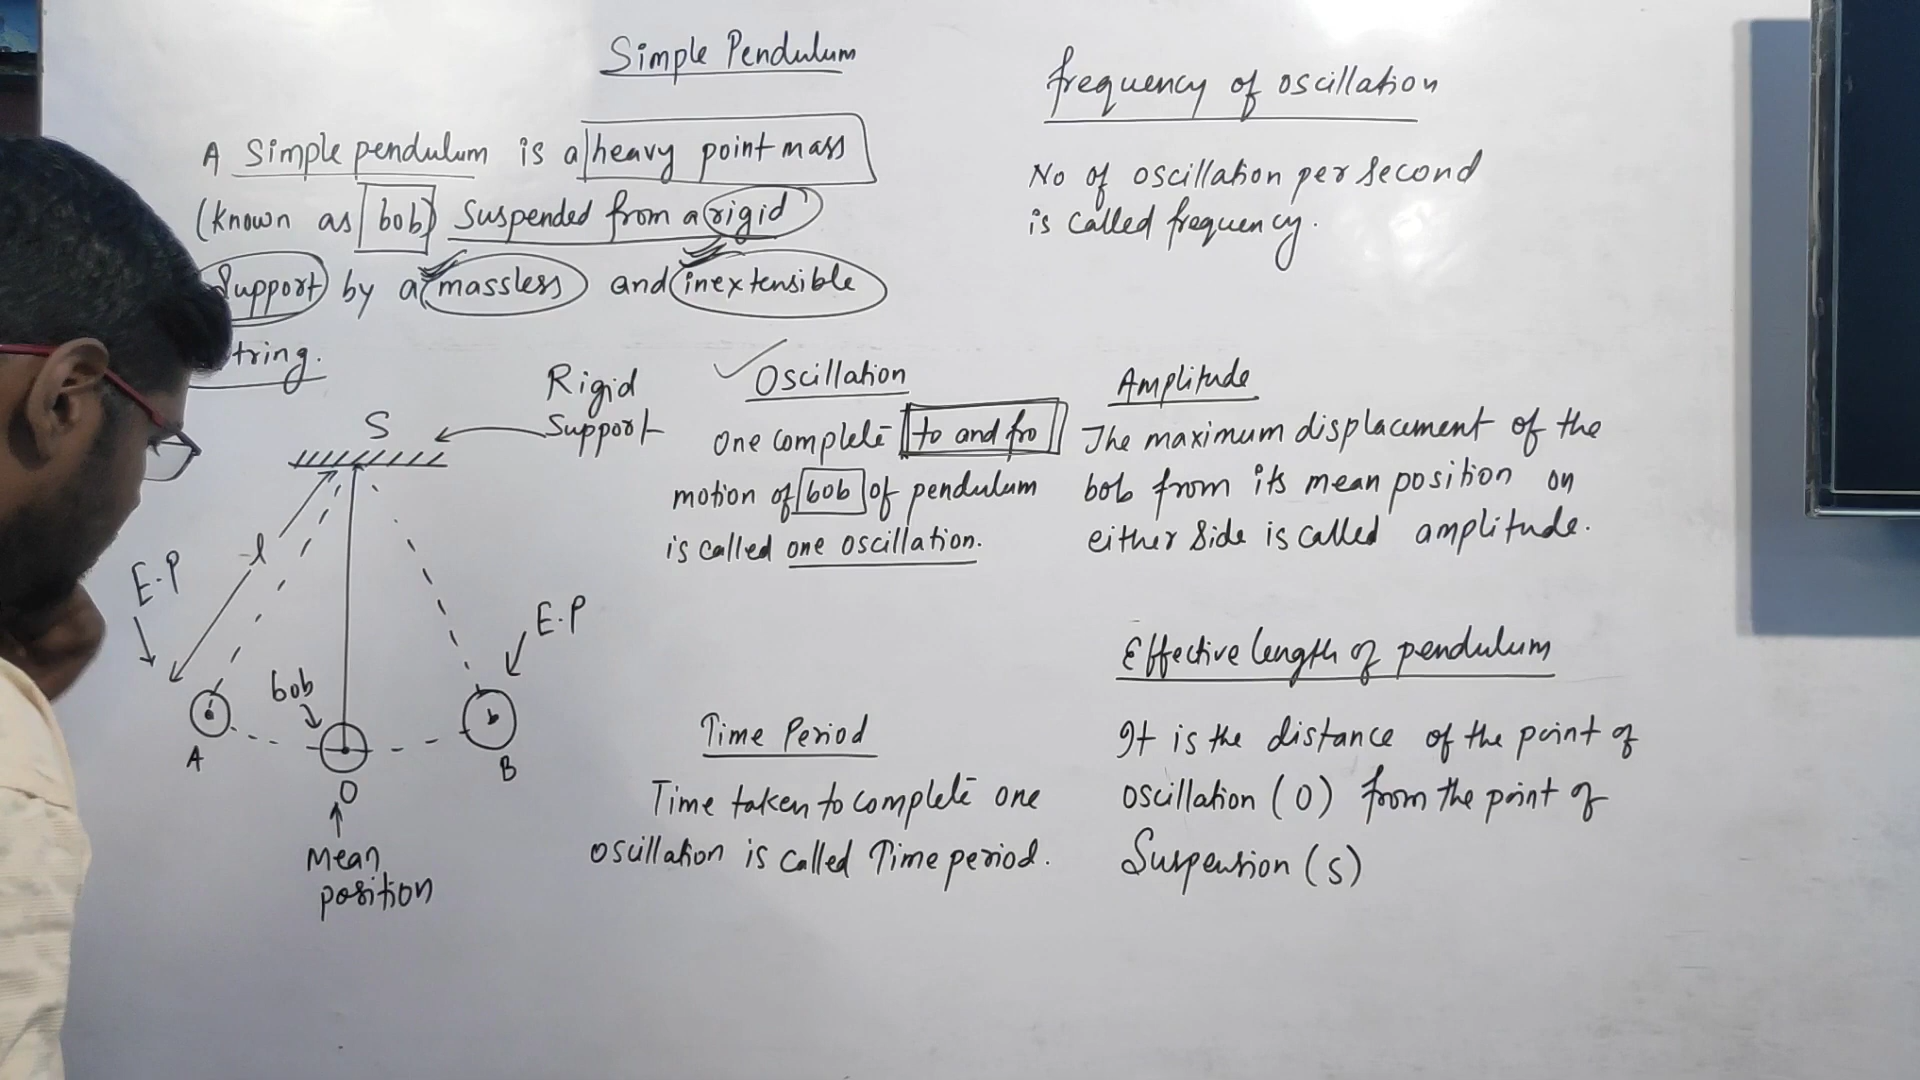 Simple Pendulum
A Simple pendulum is a heavy point mass
(known as bob) Suspended from a rigid
Support by a massless and inextensible
tring.
frequency of oscillation
No of oscillation per second
is called frequency.
Rigid
Support
S
l
E.P
E.P
bob
A
O
B
b
Mean
position
Oscillation
One complete to and fro
motion of bob of pendulum
is called one oscillation.
Amplitude
The maximum displacement of the
bob from its mean position on
either side is called amplitude.
Time Period
Time taken to complete one
oscillation is called Time period.
Effective length of pendulum
It is the distance of the point of
oscillation (O) from the point of
Suspension (S)